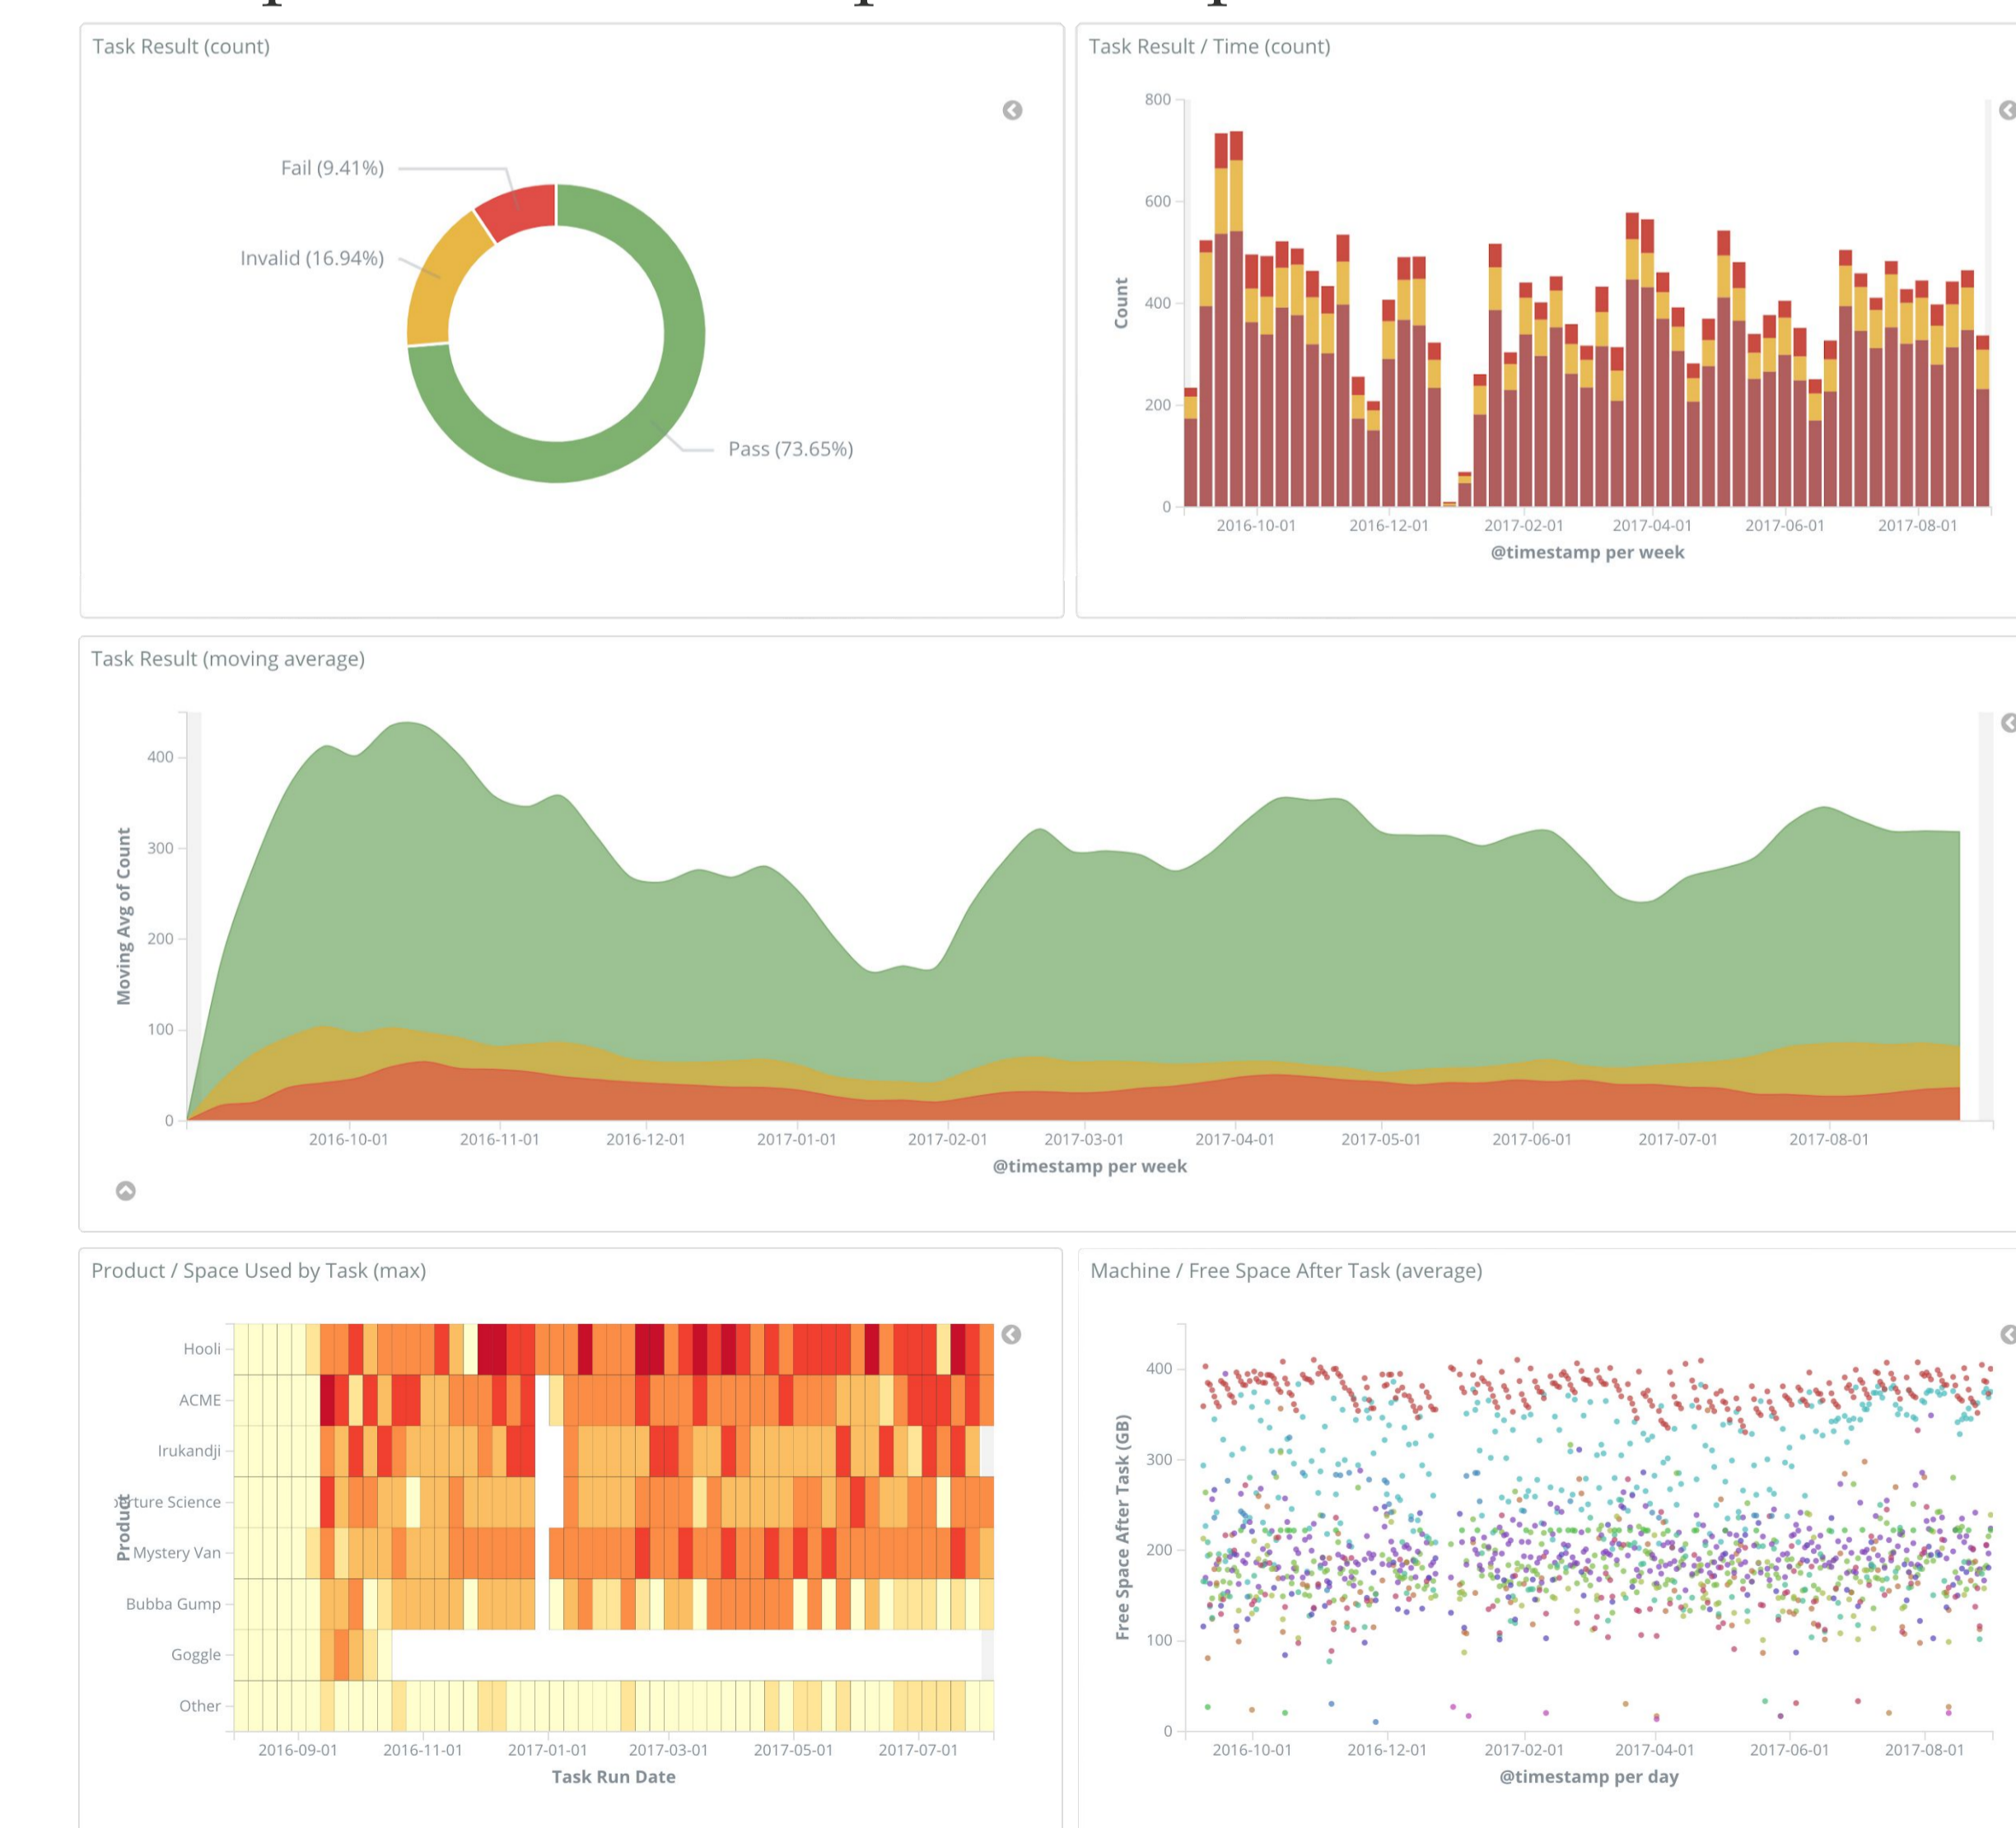 Task Result (count)
Fail (9.41%)
Invalid (16.94%)
Pass (73.65%)
Task Result / Time (count)
800
600
400
200
0
Count
2016-10-01 2016-12-01 2017-02-01 2017-04-01 2017-06-01 2017-08-01
@timestamp per week
Task Result (moving average)
400
300
200
100
0
Moving Avg of Count
2016-10-01 2016-11-01 2016-12-01 2017-01-01 2017-02-01 2017-03-01 2017-04-01 2017-05-01 2017-06-01 2017-07-01 2017-08-01
@timestamp per week
Product / Space Used by Task (max)
Hooli
ACME
Irukandji
Science
Mystery Van
Bubba Gump
Goggle
Other
Product
2016-09-01 2016-11-01 2017-01-01 2017-03-01 2017-05-01 2017-07-01
Task Run Date
Machine / Free Space After Task (average)
400
300
200
100
0
Free Space After Task (GB)
2016-10-01 2016-12-01 2017-02-01 2017-04-01 2017-06-01 2017-08-01
@timestamp per day